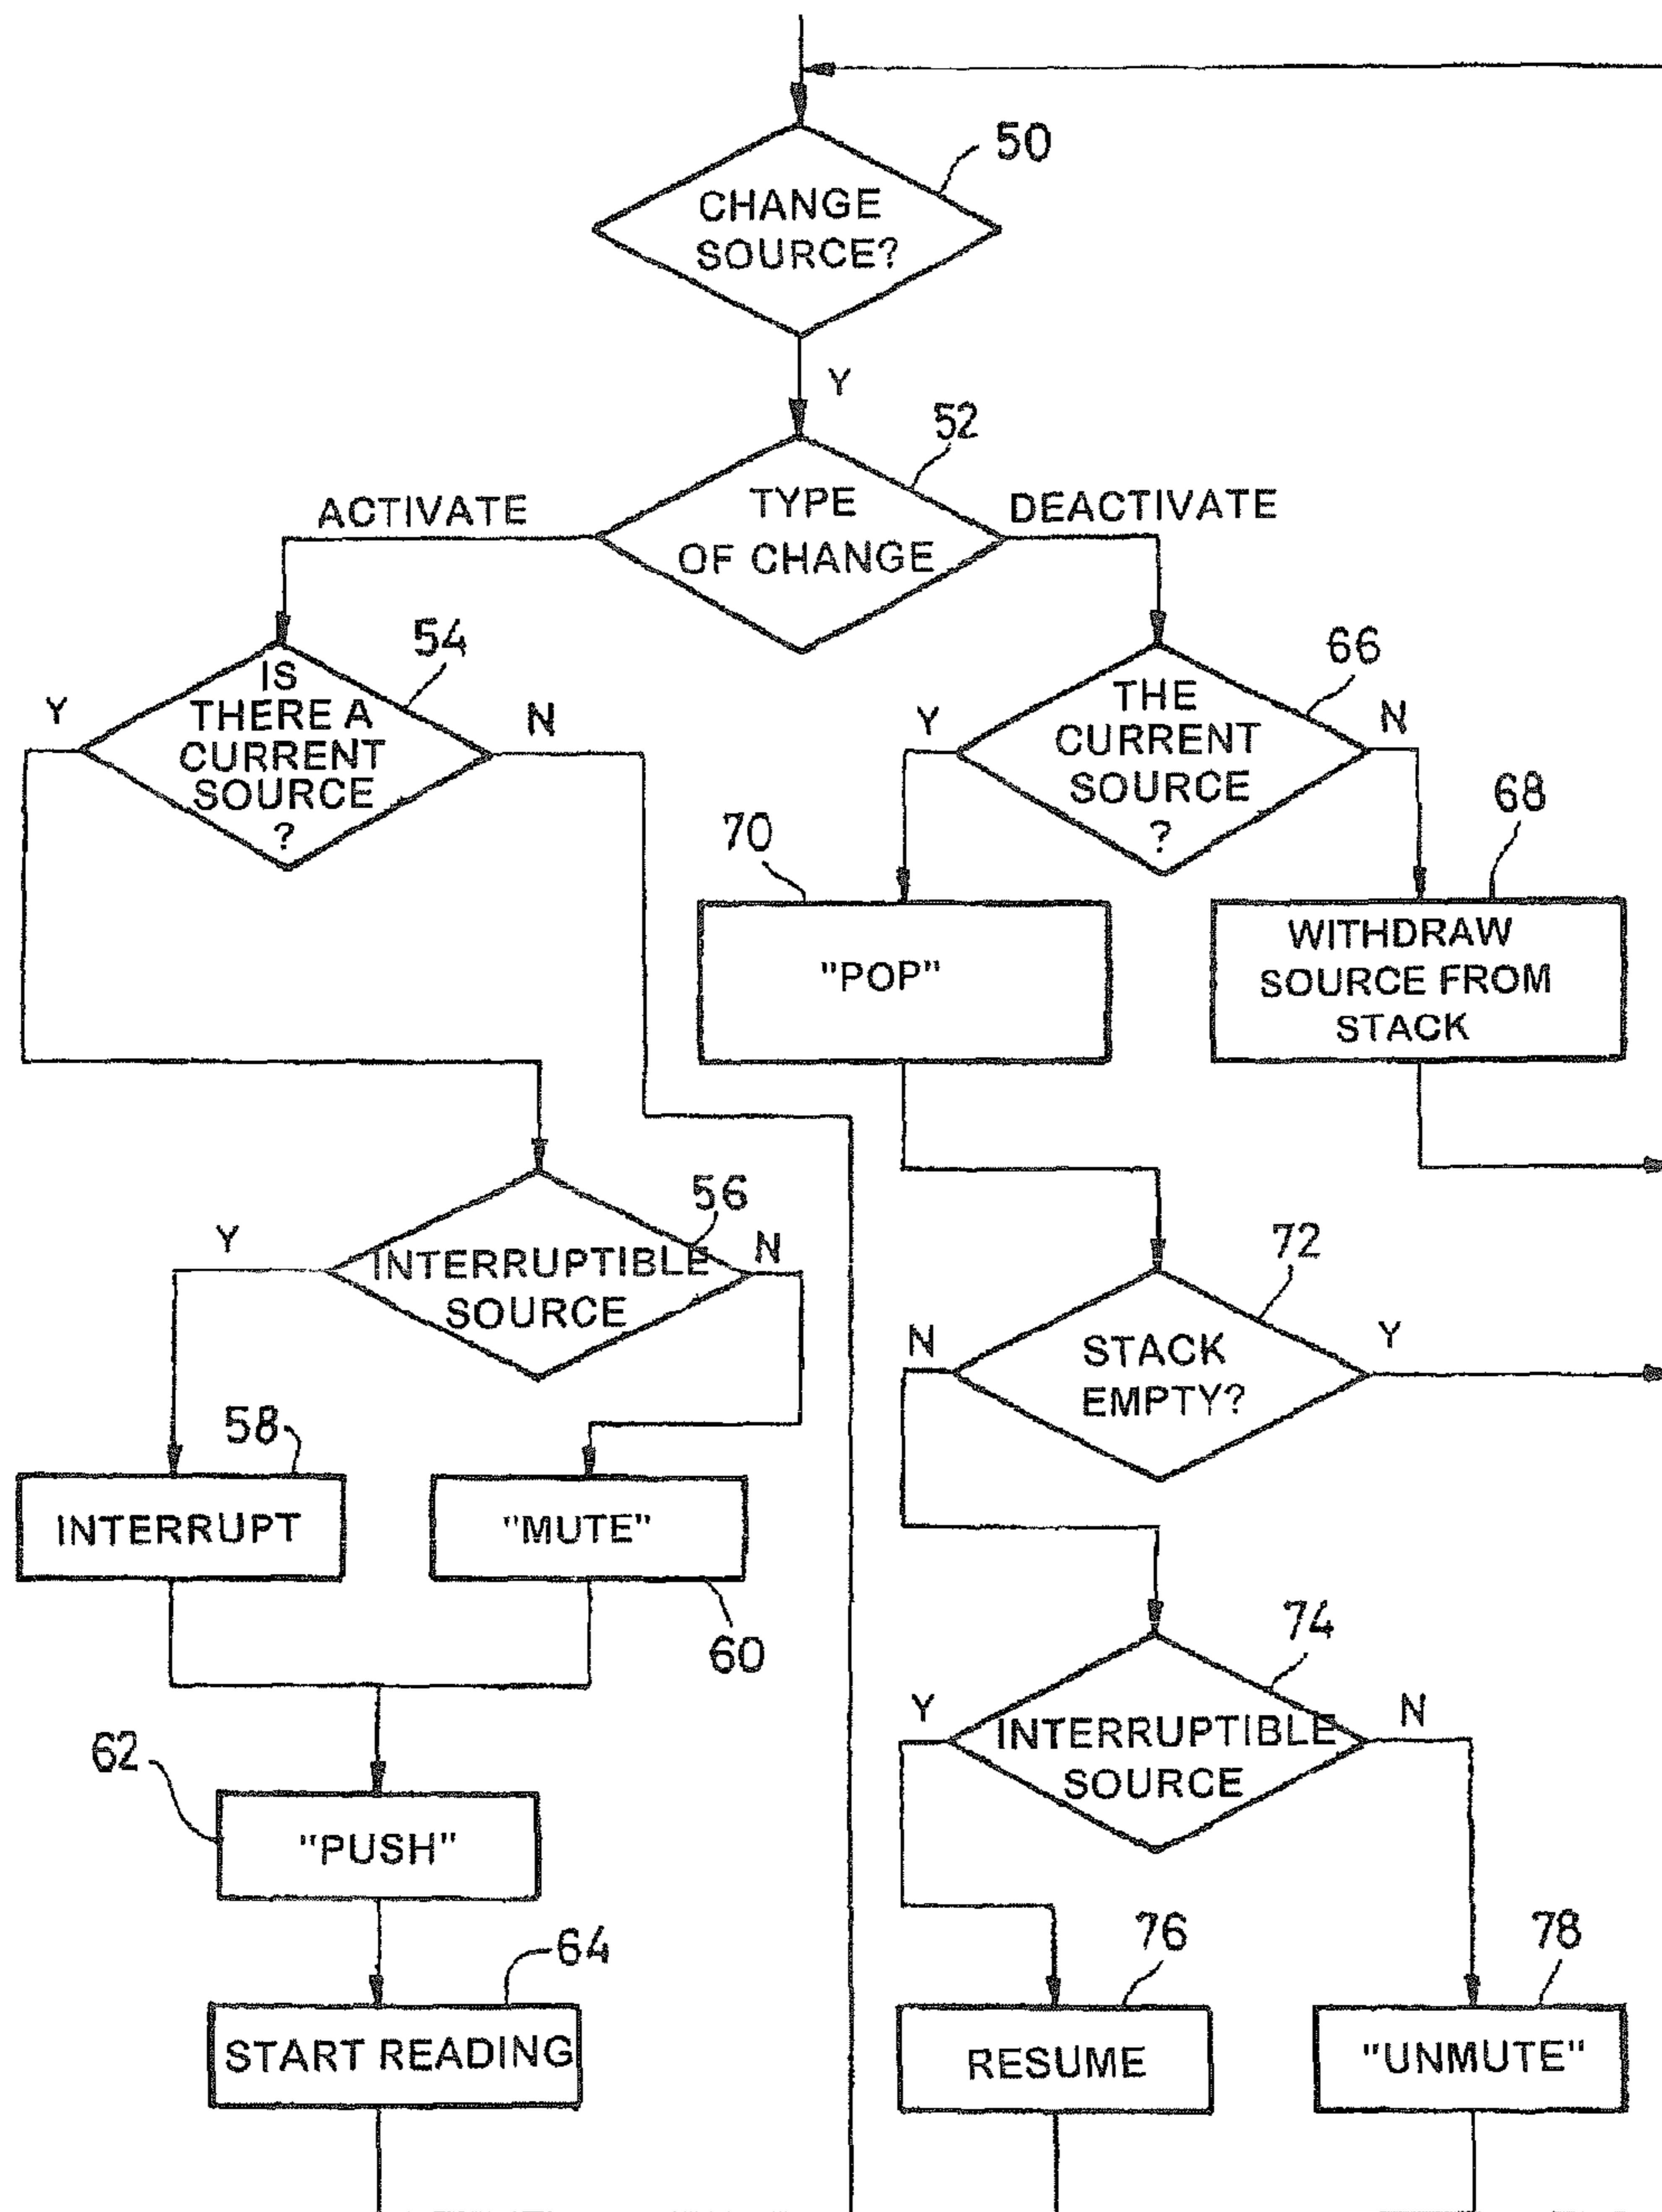 50
CHANGE
SOURCE?
Y
52
ACTIVATE
TYPE
OF CHANGE
DEACTIVATE
54
Y
IS
THERE A
CURRENT
SOURCE
?
N
66
Y
THE
CURRENT
SOURCE
?
N
70
"POP"
68
WITHDRAW
SOURCE FROM
STACK
56
Y
INTERRUPTIBLE
SOURCE
N
72
N
STACK
EMPTY?
Y
58
INTERRUPT
"MUTE"
60
74
Y
INTERRUPTIBLE
SOURCE
N
62
"PUSH"
64
START READING
76
RESUME
78
"UNMUTE"